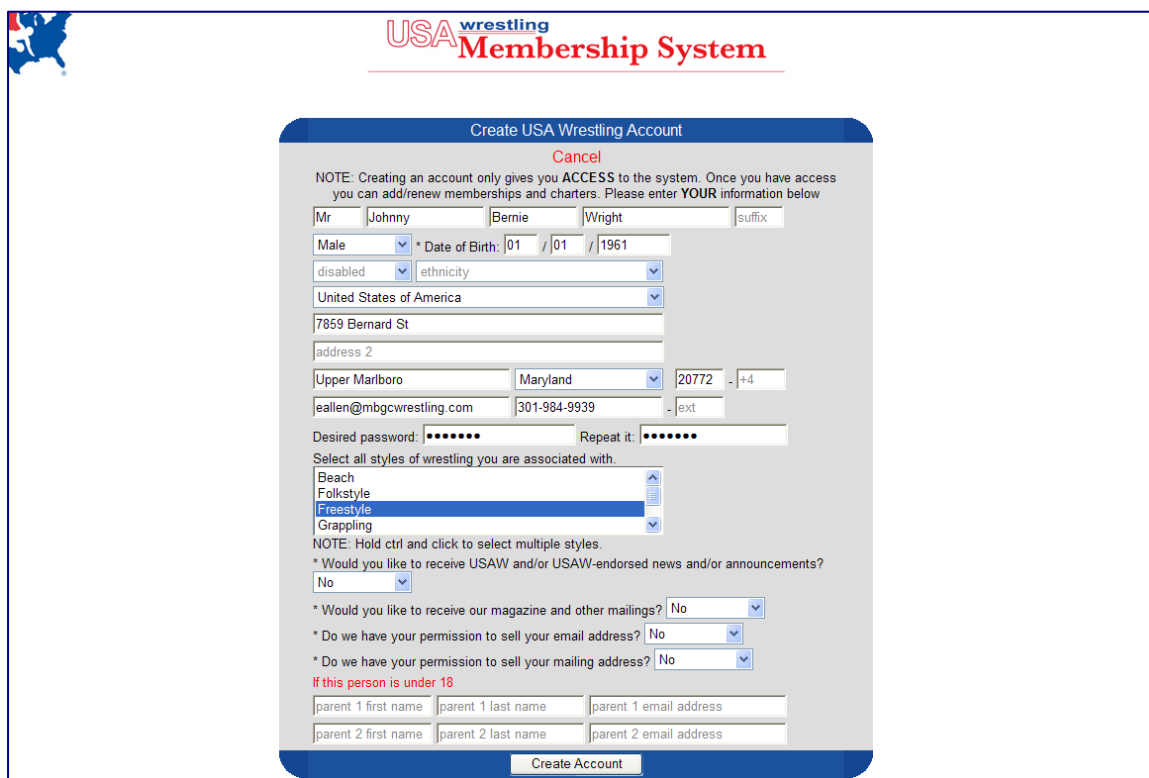 USA wrestling
Membership System
Create USA Wrestling Account
Cancel
NOTE: Creating an account only gives you ACCESS to the system. Once you have access
you can add/renew memberships and charters. Please enter YOUR information below
Mr Johnny Bernie Wright suffix
Male * Date of Birth: 01 / 01 / 1961
disabled ethnicity
United States of America
7859 Bernard St
address 2
Upper Marlboro Maryland 20772 - +4
eallen@mbgcwrestling.com 301-984-9939 - ext
Desired password: ••••••• Repeat it: •••••••
Select all styles of wrestling you are associated with.
Beach
Folkstyle
Freestyle
Grappling
NOTE: Hold ctrl and click to select multiple styles.
* Would you like to receive USAW and/or USAW-endorsed news and/or announcements?
No
* Would you like to receive our magazine and other mailings? No
* Do we have your permission to sell your email address? No
* Do we have your permission to sell your mailing address? No
If this person is under 18
parent 1 first name parent 1 last name parent 1 email address
parent 2 first name parent 2 last name parent 2 email address
Create Account